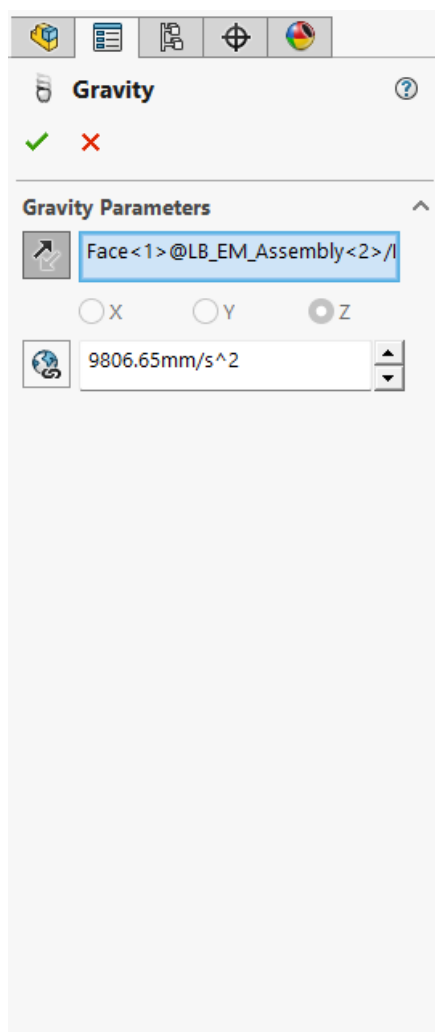 Gravity
Gravity Parameters
Face<1>@LB_EM_Assembly<2>/
X Y Z
9806.65mm/s^2